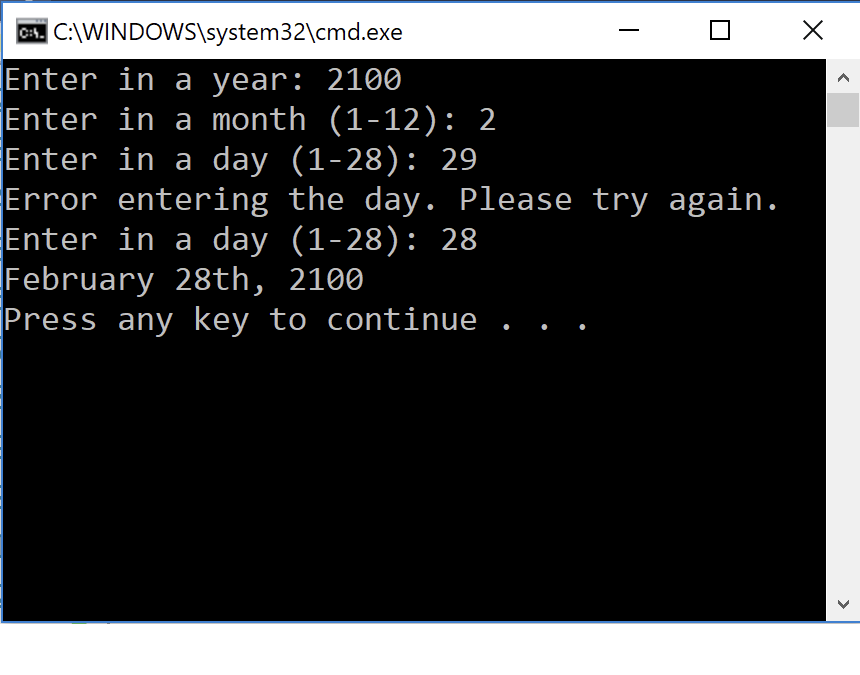 C:\WINDOWS\system32\cmd.exe
Enter in a year: 2100
Enter in a month (1-12): 2
Enter in a day (1-28): 29
Error entering the day. Please try again.
Enter in a day (1-28): 28
February 28th, 2100
Press any key to continue . . .